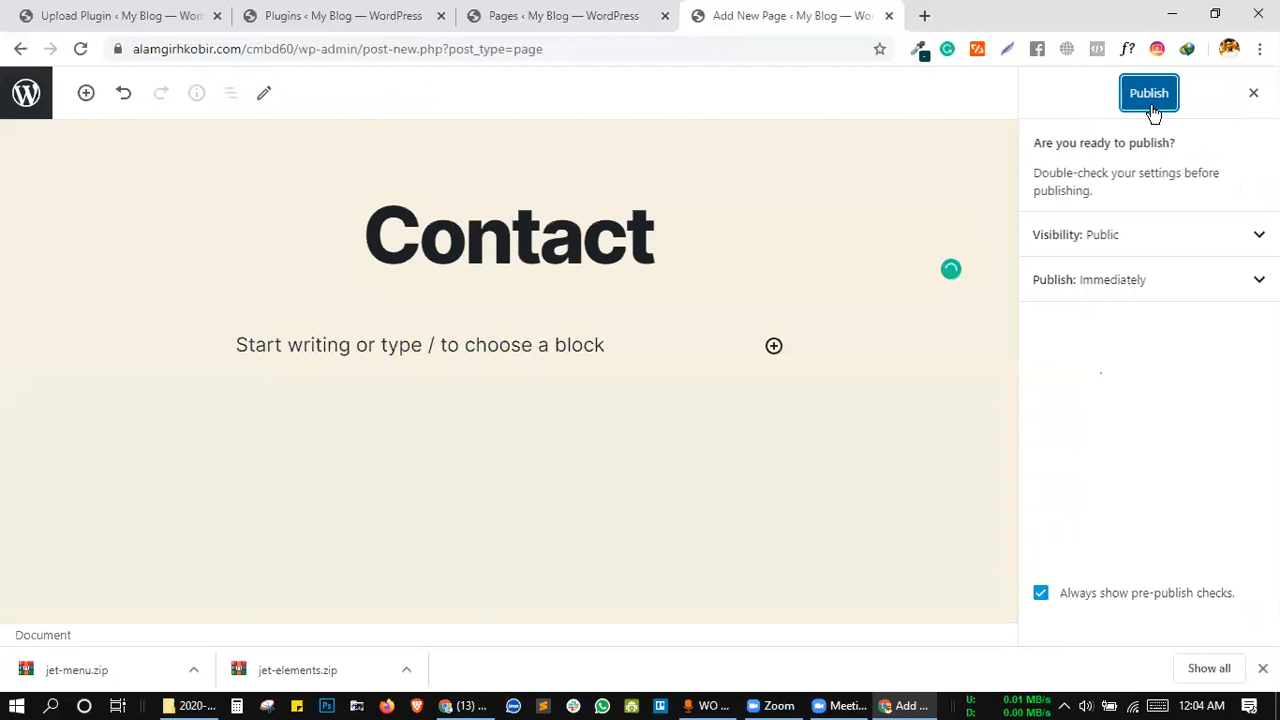 Upload Plugin ‹ My Blog — Wor
Plugins ‹ My Blog — WordPress
Pages ‹ My Blog — WordPress
Add New Page ‹ My Blog — Wo
alamgirhkobir.com/cmbd60/wp-admin/post-new.php?post_type=page
Publish
Are you ready to publish?
Double-check your settings before
publishing.
Contact
Visibility: Public
Publish: Immediately
Start writing or type / to choose a block
Always show pre-publish checks.
Document
jet-menu.zip
jet-elements.zip
Show all
2020-...
(13) ...
WO ...
Zoom
Meeti...
Add ...
U: 0.01 MB/s
D: 0.00 MB/s
12:04 AM